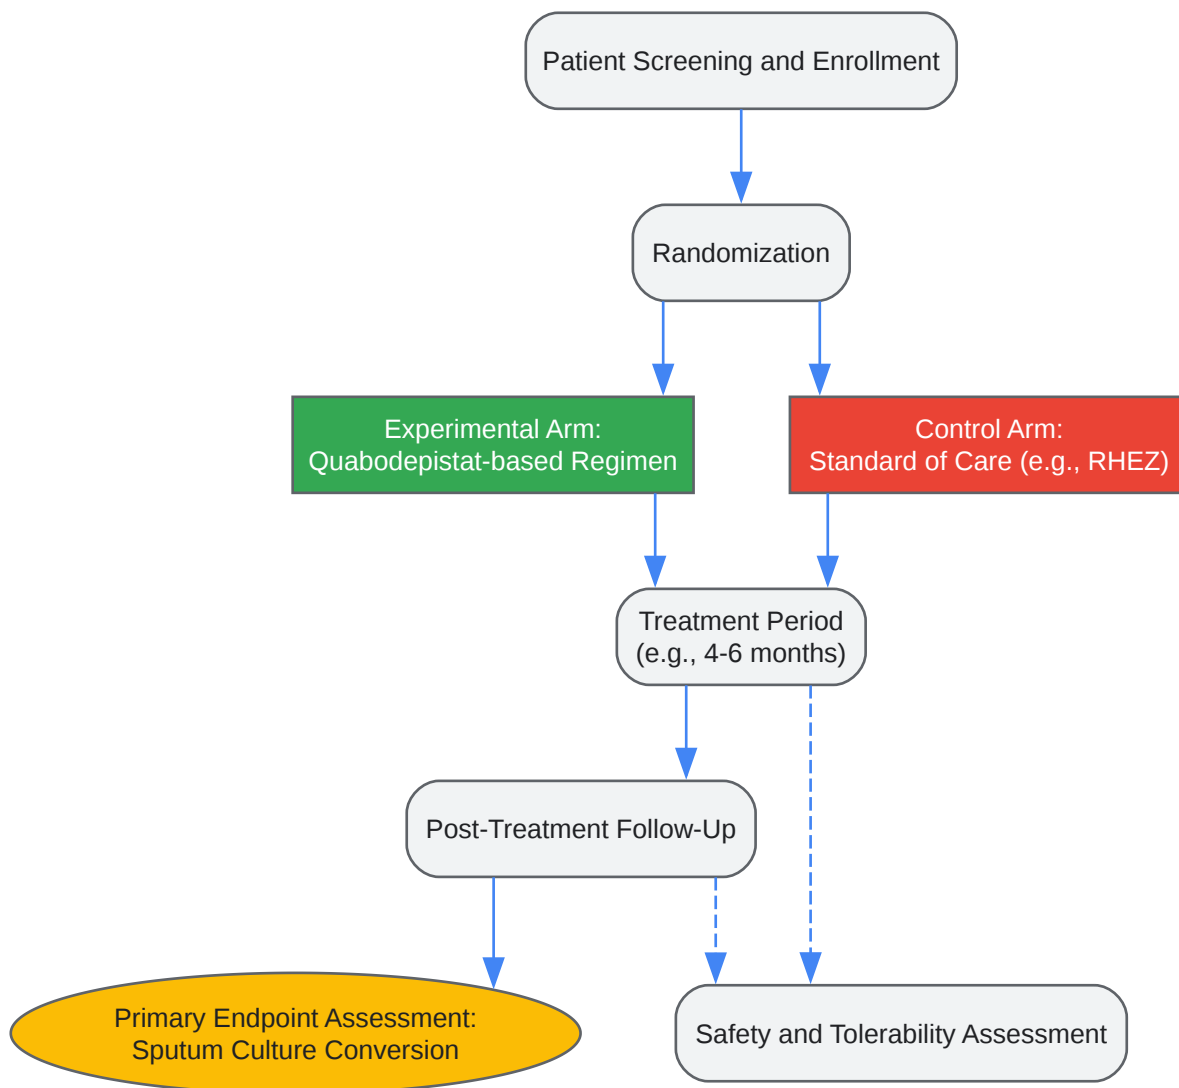 Patient Screening and Enrollment
Randomization
Experimental Arm:
Quabodepistat-based Regimen
Control Arm:
Standard of Care (e.g., RHEZ)
Treatment Period
(e.g., 4-6 months)
Post-Treatment Follow-Up
Primary Endpoint Assessment:
Sputum Culture Conversion
Safety and Tolerability Assessment